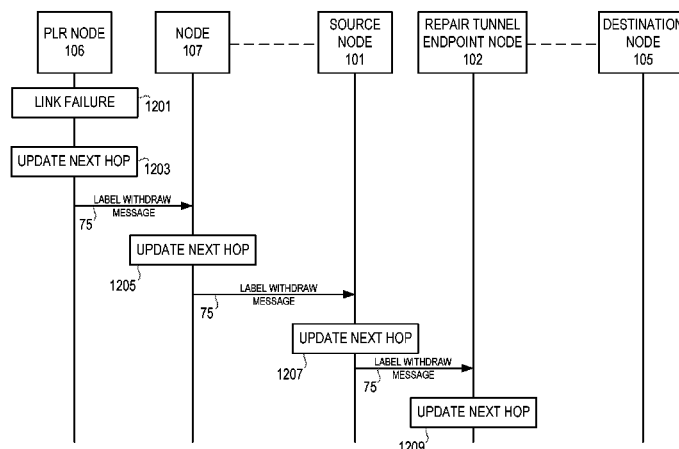 PLR NODE
106
NODE
107
SOURCE
NODE
101
REPAIR TUNNEL
ENDPOINT NODE
102
DESTINATION
NODE
105
LINK FAILURE
1201
UPDATE NEXT HOP
1203
LABEL WITHDRAW
MESSAGE
75
UPDATE NEXT HOP
1205
LABEL WITHDRAW
MESSAGE
75
UPDATE NEXT HOP
1207
LABEL WITHDRAW
MESSAGE
75
UPDATE NEXT HOP
1209